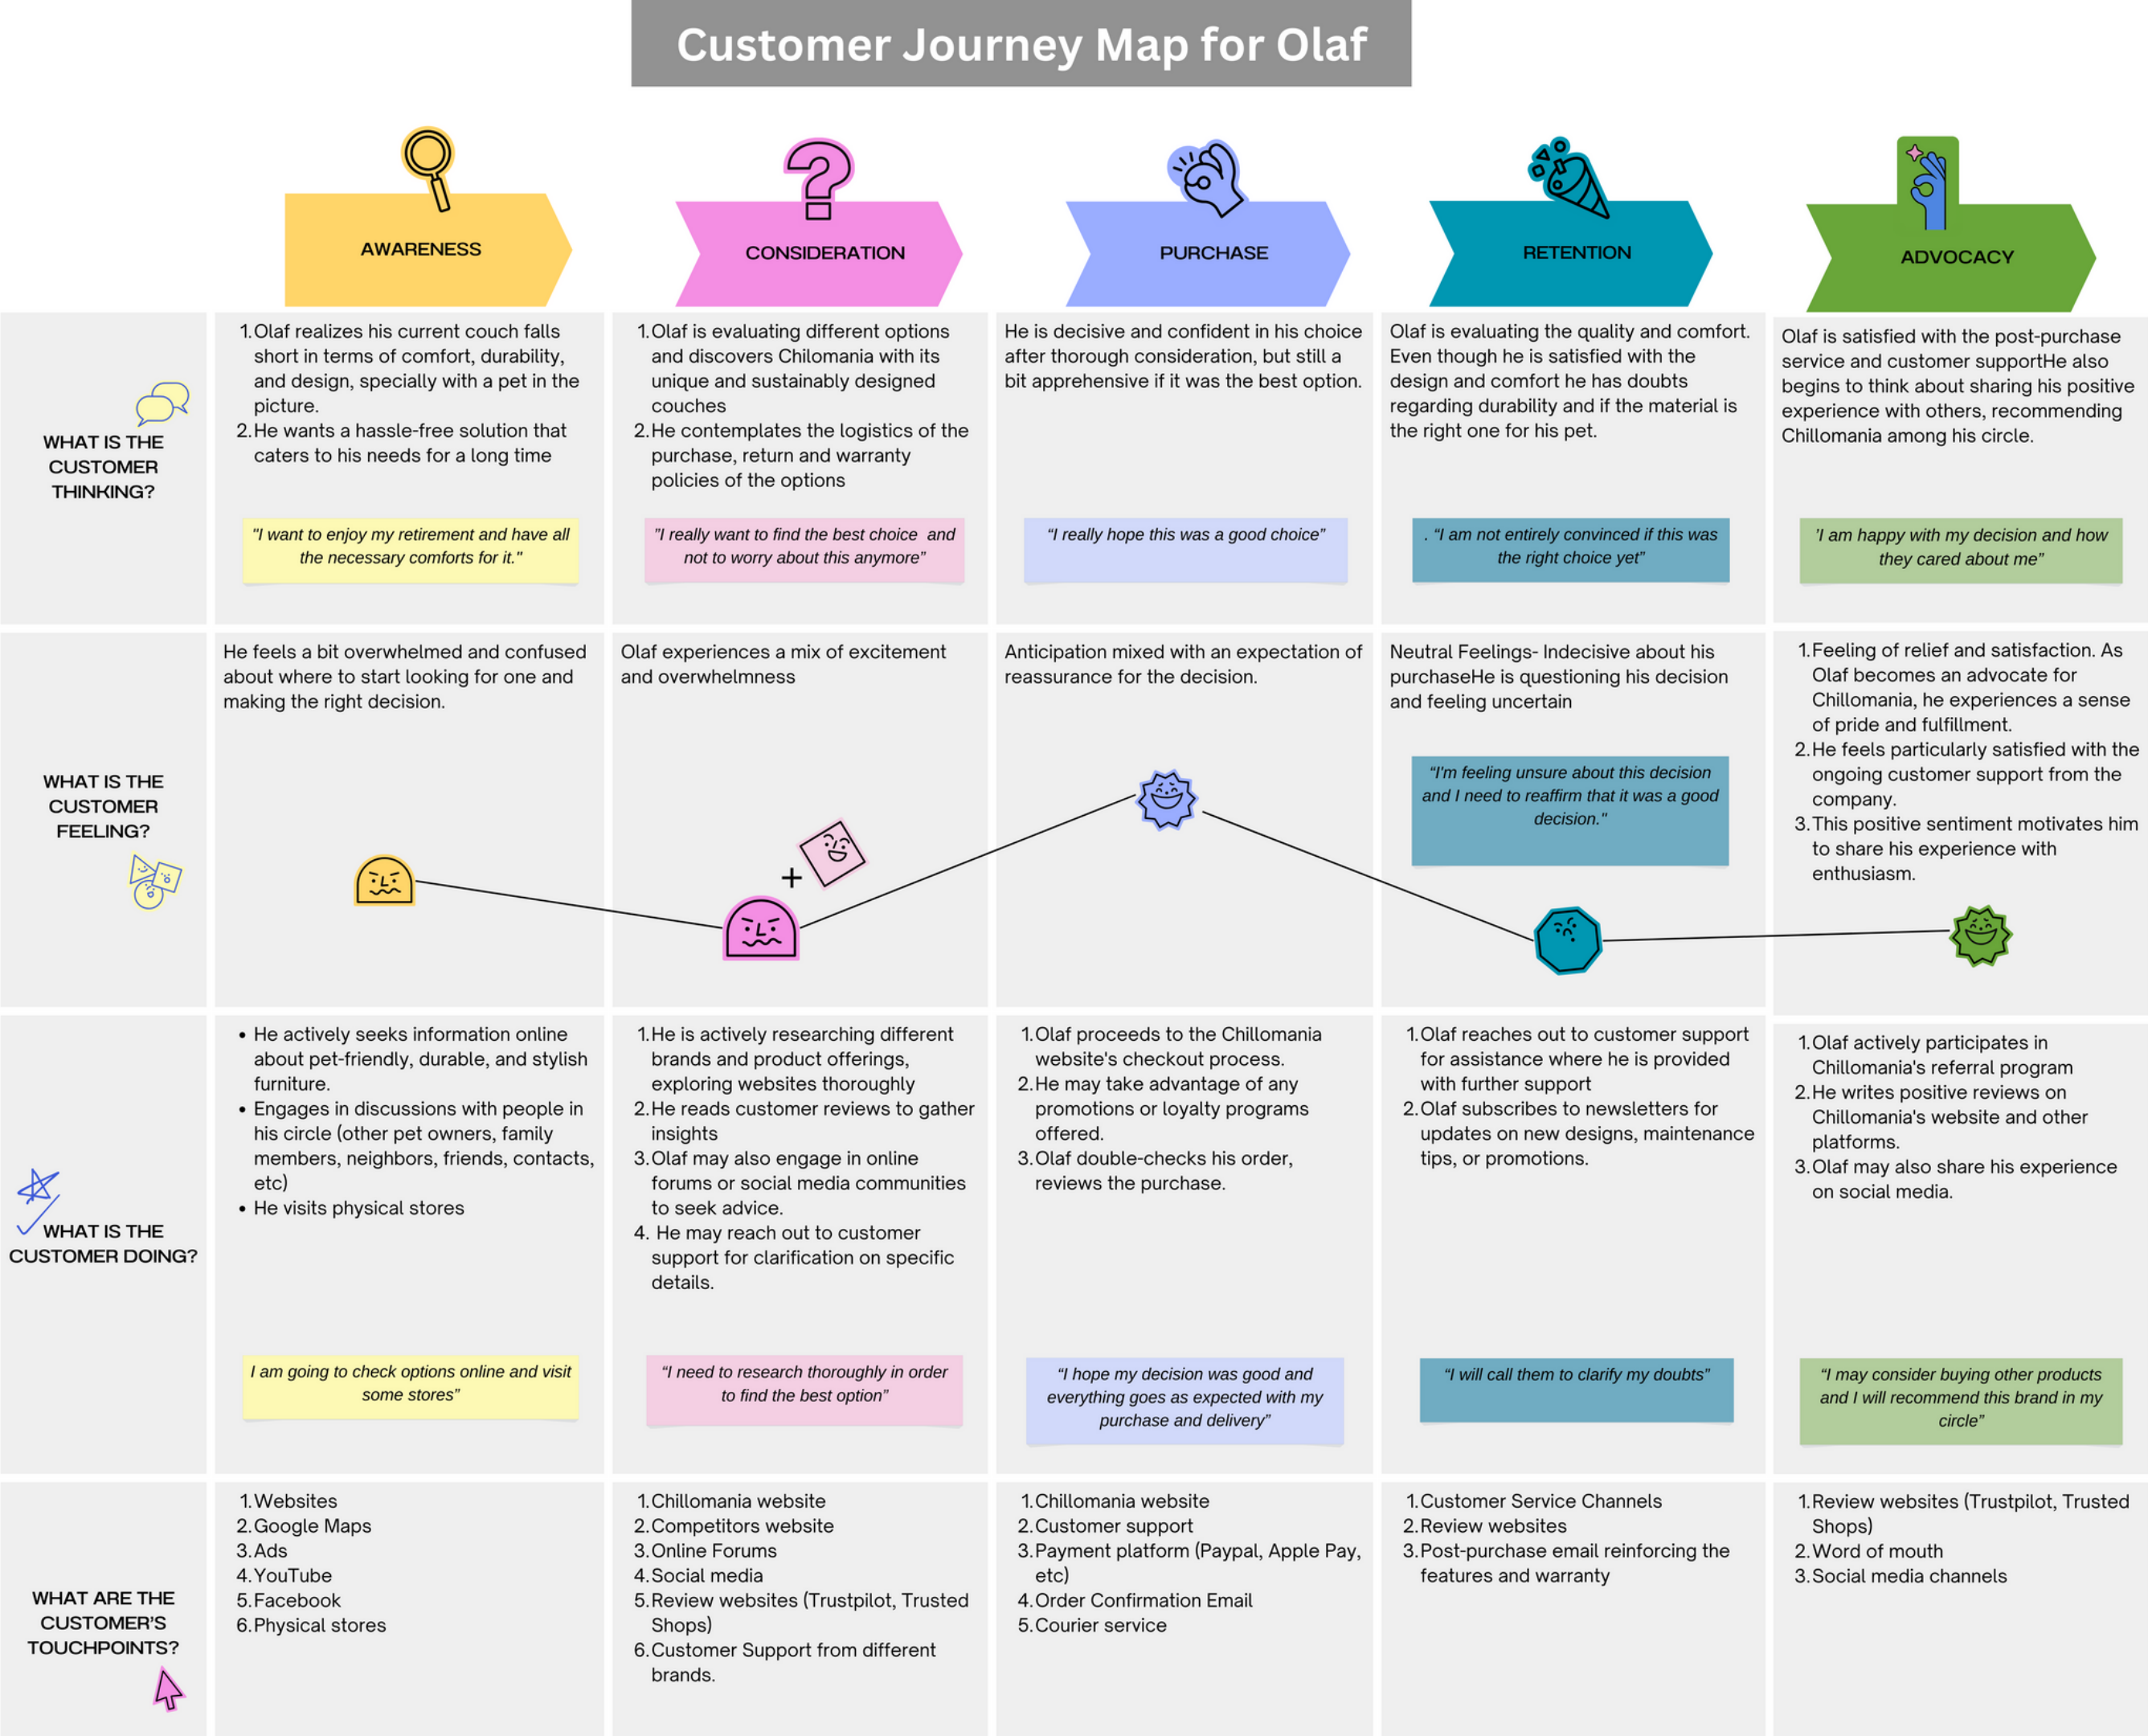 Customer Journey Map for Olaf
AWARENESS
CONSIDERATION
PURCHASE
RETENTION
ADVOCACY
WHAT IS THE
CUSTOMER
THINKING?
1. Olaf realizes his current couch falls
short in terms of comfort, durability,
and design, specially with a pet in the
picture.
2. He wants a hassle-free solution that
caters to his needs for a long time
"I want to enjoy my retirement and have all
the necessary comforts for it."
1. Olaf is evaluating different options
and discovers Chilomania with its
unique and sustainably designed
couches
2. He contemplates the logistics of the
purchase, return and warranty
policies of the options
"I really want to find the best choice and
not to worry about this anymore”
He is decisive and confident in his choice
after thorough consideration, but still a
bit apprehensive if it was the best option.
“I really hope this was a good choice”
Olaf is evaluating the quality and comfort.
Even though he is satisfied with the
design and comfort he has doubts
regarding durability and if the material is
the right one for his pet.
. “I am not entirely convinced if this was
the right choice yet”
Olaf is satisfied with the post-purchase
service and customer supportHe also
begins to think about sharing his positive
experience with others, recommending
Chillomania among his circle.
'I am happy with my decision and how
they cared about me”
WHAT IS THE
CUSTOMER
FEELING?
He feels a bit overwhelmed and confused
about where to start looking for one and
making the right decision.
Olaf experiences a mix of excitement
and overwhelmness
+
Anticipation mixed with an expectation of
reassurance for the decision.
Neutral Feelings- Indecisive about his
purchaseHe is questioning his decision
and feeling uncertain
“I'm feeling unsure about this decision
and I need to reaffirm that it was a good
decision."
1. Feeling of relief and satisfaction. As
Olaf becomes an advocate for
Chillomania, he experiences a sense
of pride and fulfillment.
2. He feels particularly satisfied with the
ongoing customer support from the
company.
3. This positive sentiment motivates him
to share his experience with
enthusiasm.
WHAT IS THE
CUSTOMER DOING?
• He actively seeks information online
about pet-friendly, durable, and stylish
furniture.
• Engages in discussions with people in
his circle (other pet owners, family
members, neighbors, friends, contacts,
etc)
• He visits physical stores
I am going to check options online and visit
some stores”
1. He is actively researching different
brands and product offerings,
exploring websites thoroughly
2. He reads customer reviews to gather
insights
3. Olaf may also engage in online
forums or social media communities
to seek advice.
4. He may reach out to customer
support for clarification on specific
details.
“I need to research thoroughly in order
to find the best option”
1. Olaf proceeds to the Chillomania
website's checkout process.
2. He may take advantage of any
promotions or loyalty programs
offered.
3. Olaf double-checks his order,
reviews the purchase.
“I hope my decision was good and
everything goes as expected with my
purchase and delivery”
1. Olaf reaches out to customer support
for assistance where he is provided
with further support
2. Olaf subscribes to newsletters for
updates on new designs, maintenance
tips, or promotions.
“I will call them to clarify my doubts”
1. Olaf actively participates in
Chillomania's referral program
2. He writes positive reviews on
Chillomania's website and other
platforms.
3. Olaf may also share his experience
on social media.
“I may consider buying other products
and I will recommend this brand in my
circle”
WHAT ARE THE
CUSTOMER'S
TOUCHPOINTS?
1. Websites
2. Google Maps
3. Ads
4. YouTube
5. Facebook
6. Physical stores
1. Chillomania website
2. Competitors website
3. Online Forums
4. Social media
5. Review websites (Trustpilot, Trusted
Shops)
6. Customer Support from different
brands.
1. Chillomania website
2. Customer support
3. Payment platform (Paypal, Apple Pay,
etc)
4. Order Confirmation Email
5. Courier service
1. Customer Service Channels
2. Review websites
3. Post-purchase email reinforcing the
features and warranty
1. Review websites (Trustpilot, Trusted
Shops)
2. Word of mouth
3. Social media channels